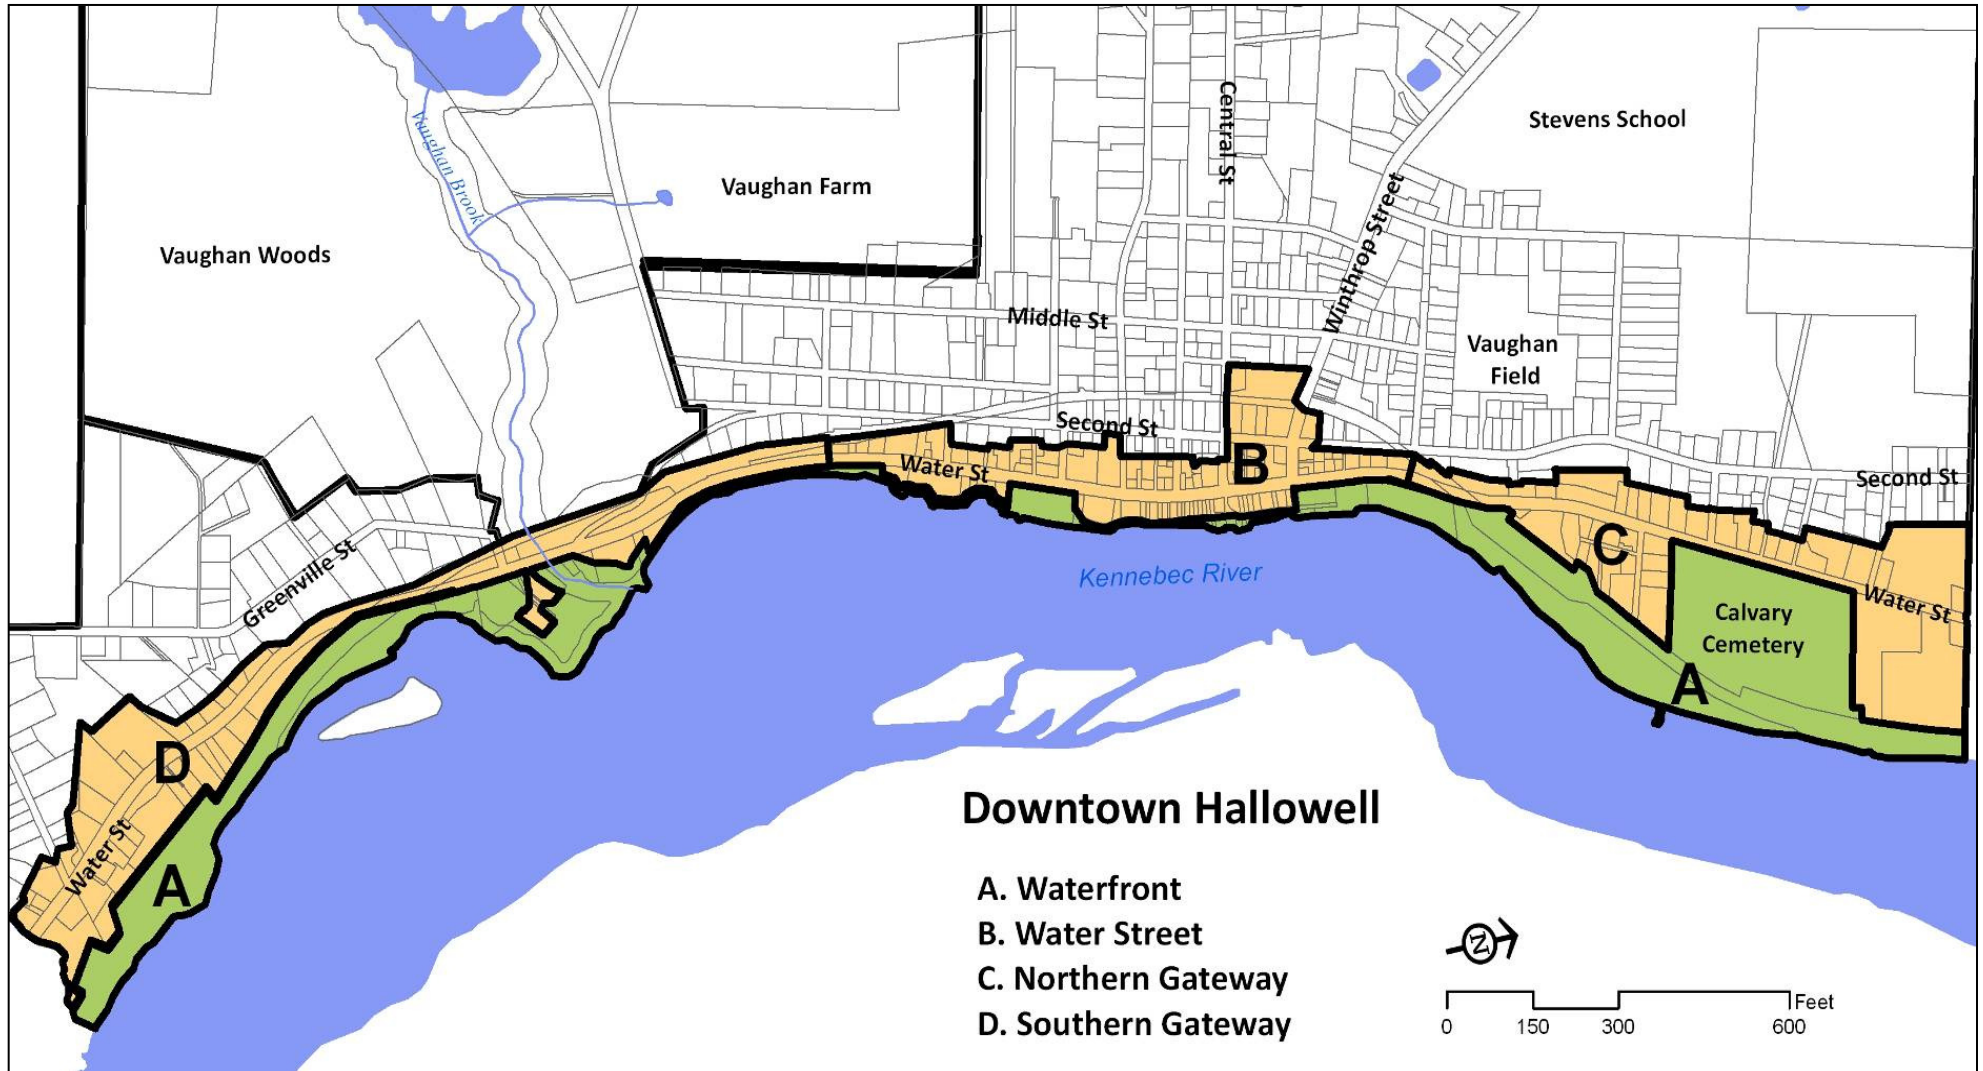 Stevens School
Central St
Vaughan Brook
Vaughan Farm
Vaughan Woods
Winthrop Street
Middle St
Vaughan
Field
Second St
Water St
B
Second St
C
Greenville St
Kennebec River
Water St
Calvary
Cemetery
A
D
Water St
A
Downtown Hallowell
A. Waterfront
B. Water Street
C. Northern Gateway
D. Southern Gateway
N
Feet
0 150 300 600